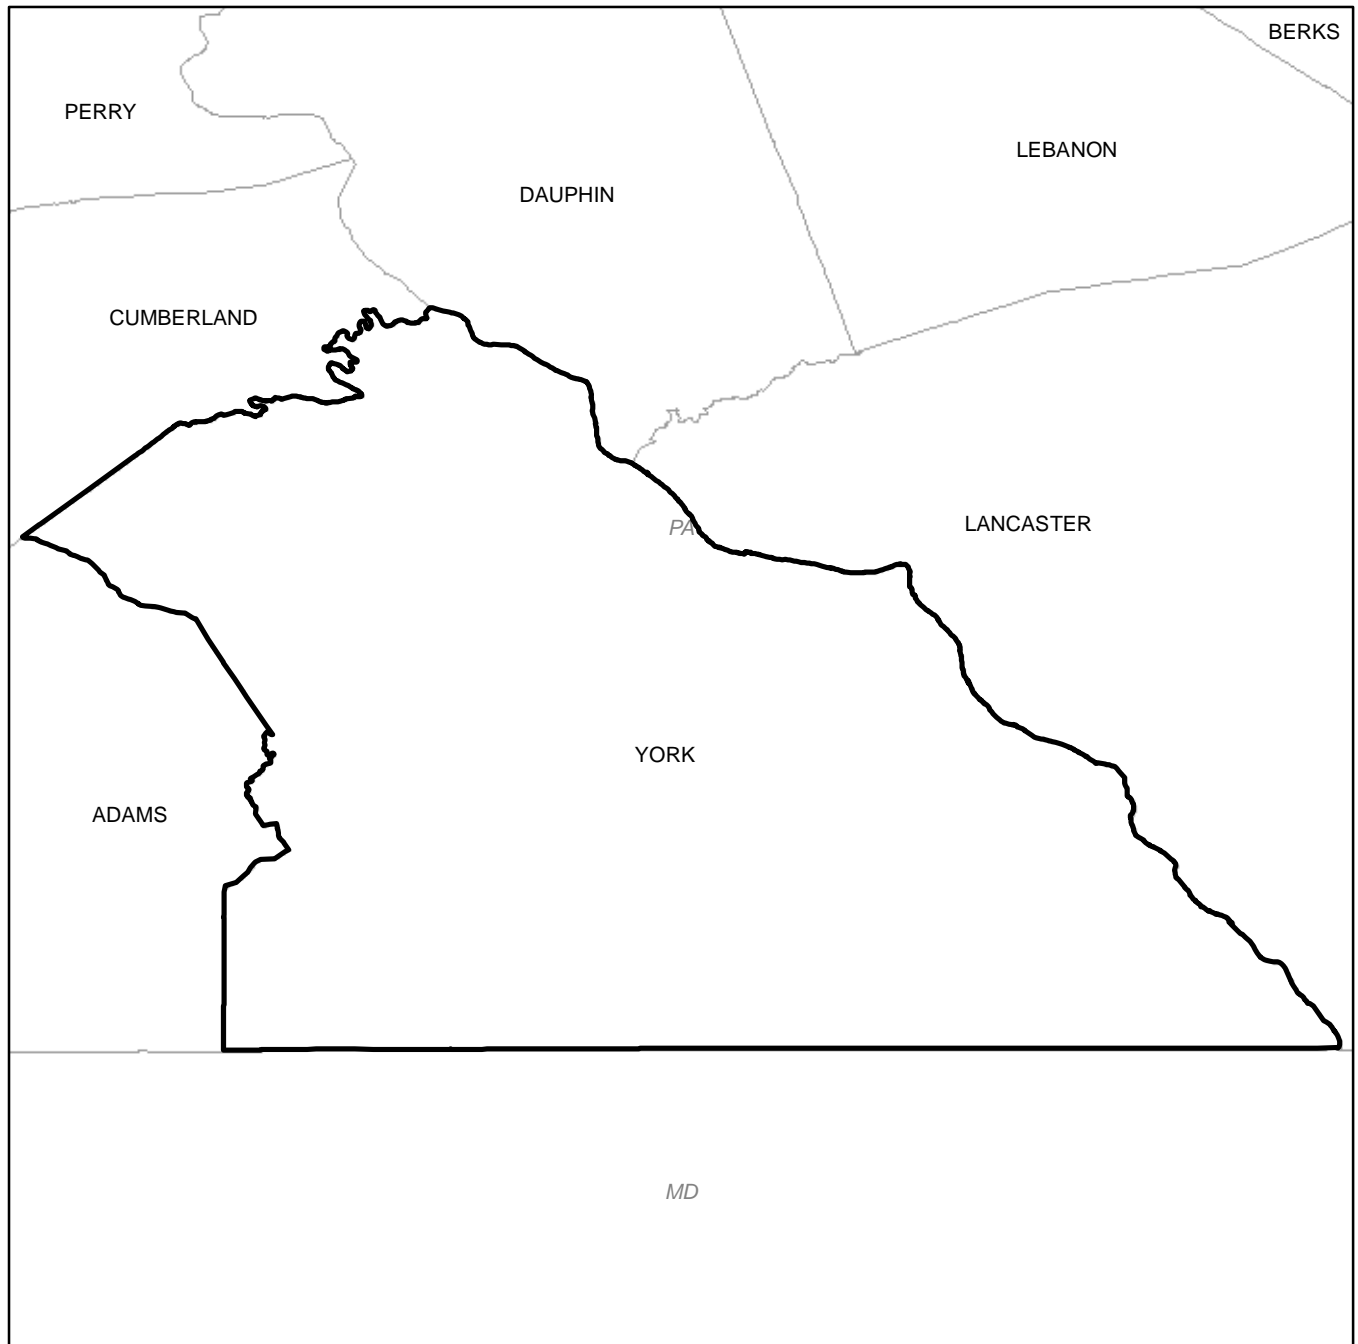 BERKS
PERRY
LEBANON
DAUPHIN
CUMBERLAND
LANCASTER
PA
YORK
ADAMS
MD